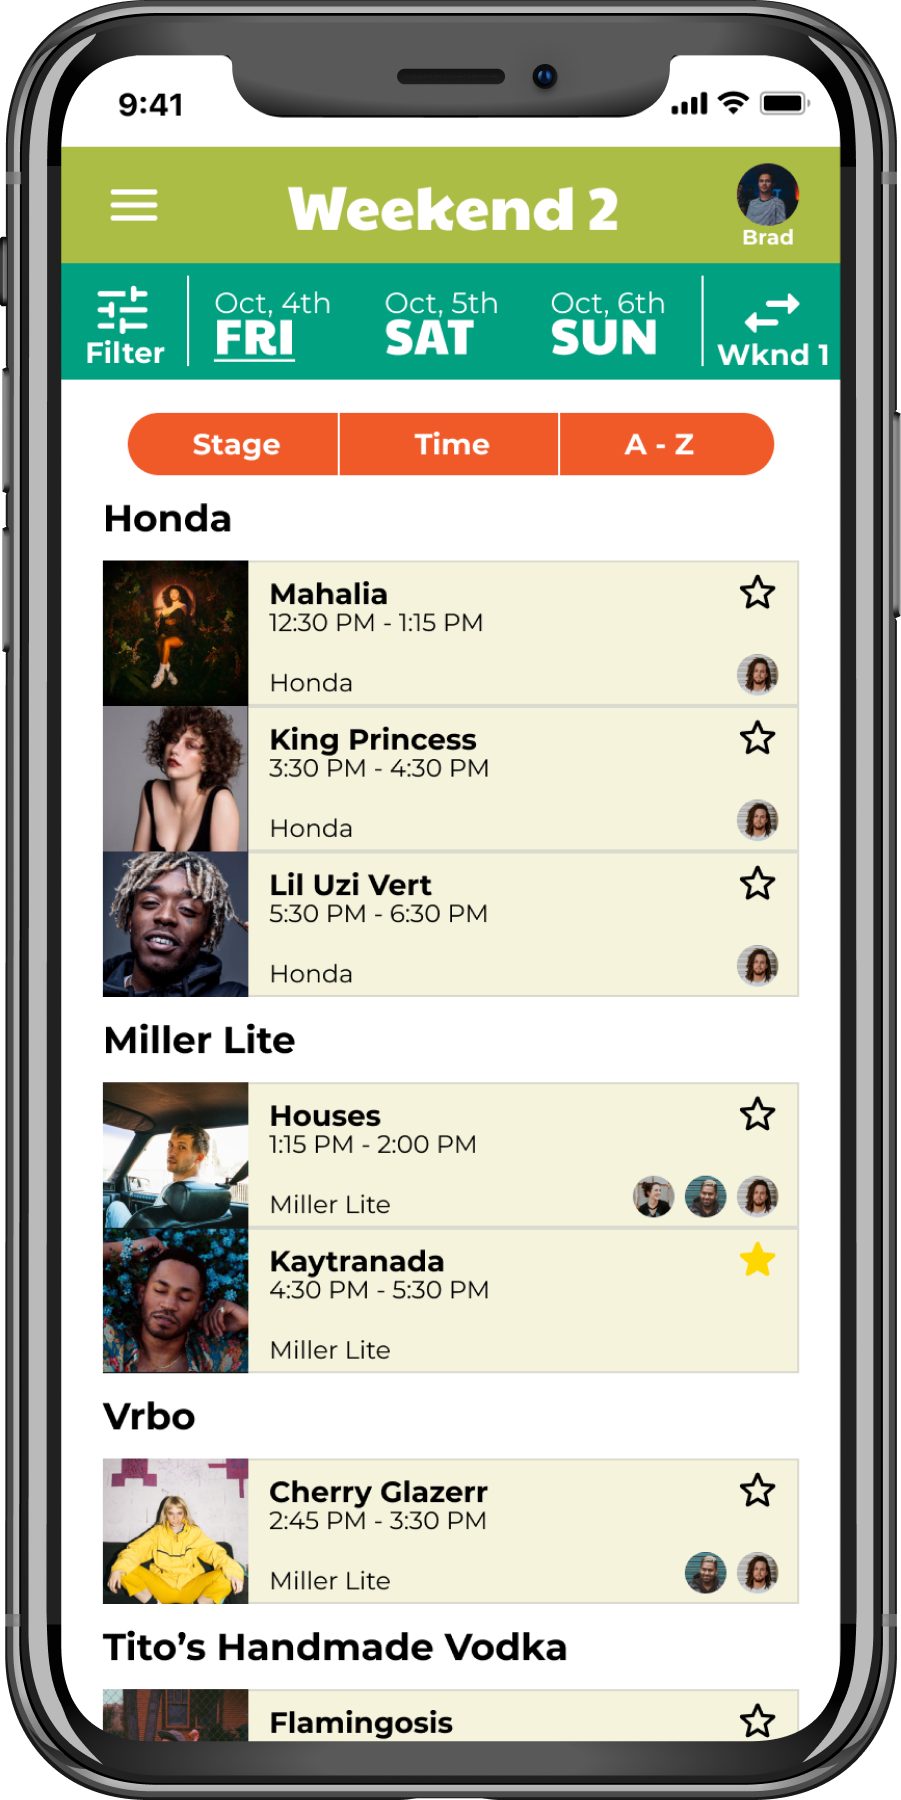 9:41
Weekend 2
Brad
Filter
Oct, 4th
FRI
Oct, 5th
SAT
Oct, 6th
SUN
Wknd 1
Stage
Time
A - Z
Honda
Mahalia
12:30 PM - 1:15 PM
Honda
King Princess
3:30 PM - 4:30 PM
Honda
Lil Uzi Vert
5:30 PM - 6:30 PM
Honda
Miller Lite
Houses
1:15 PM - 2:00 PM
Miller Lite
Kaytranada
4:30 PM - 5:30 PM
Miller Lite
Vrbo
Cherry Glazerr
2:45 PM - 3:30 PM
Miller Lite
Tito’s Handmade Vodka
Flamingosis